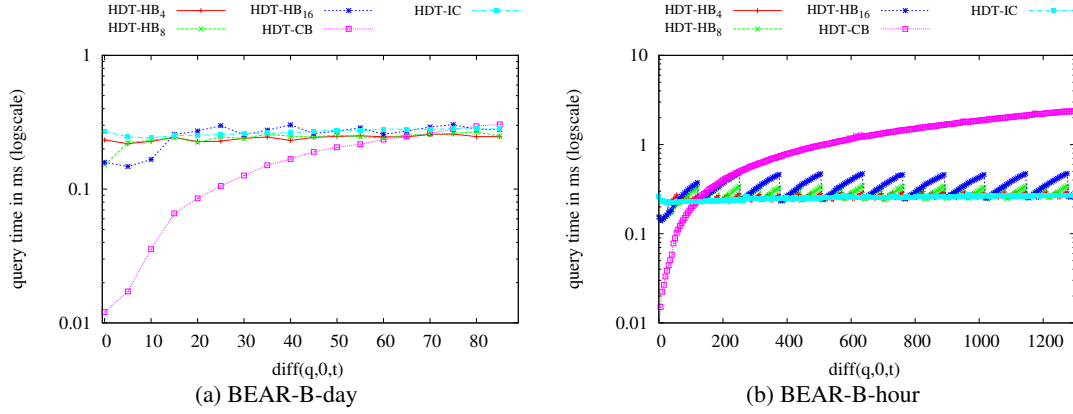 HDT-HB4 HDT-HB16 HDT-IC
HDT-HB8 HDT-CB
query time in ms (logscale)
1
0.1
0.01
0 10 20 30 40 50 60 70 80
diff(q,0,t)
(a) BEAR-B-day
HDT-HB4 HDT-HB16 HDT-IC
HDT-HB8 HDT-CB
query time in ms (logscale)
10
1
0.1
0.01
0 200 400 600 800 1000 1200
diff(q,0,t)
(b) BEAR-B-hour